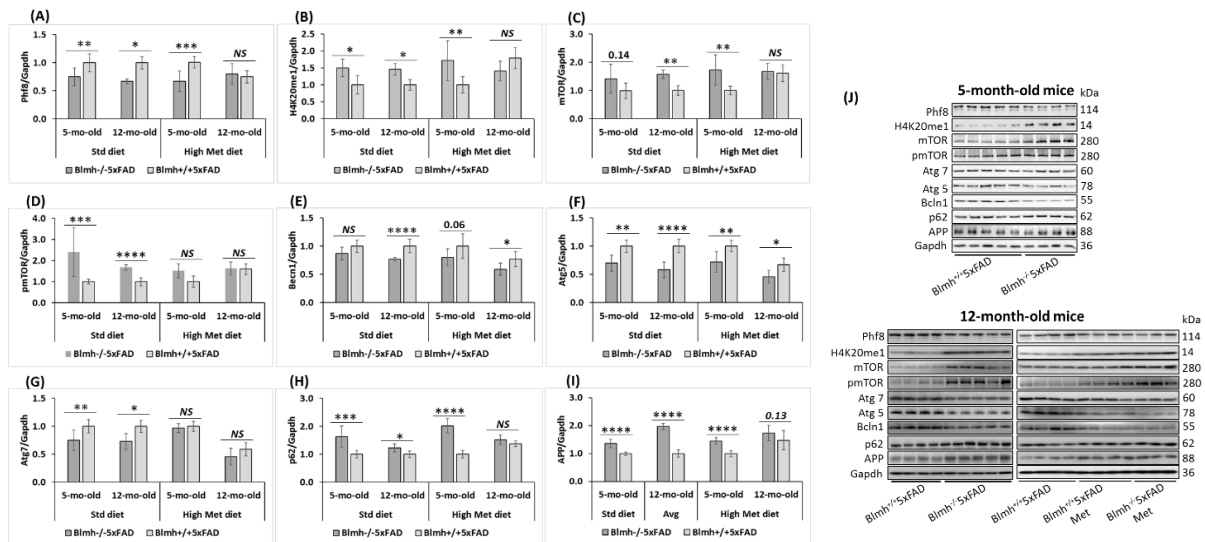 (A)
Phf8/Gapdh
1.5
1.0
0.5
0.0
** * *** NS
5-mo-old 12-mo-old 5-mo-old 12-mo-old
Std diet High Met diet
Blmh-/-5xFAD Blmh+/+5xFAD
(B)
H4K20me1/Gapdh
2.5
2.0
1.5
1.0
0.5
0.0
* * ** NS
5-mo-old 12-mo-old 5-mo-old 12-mo-old
Std diet High Met diet
Blmh-/-5xFAD Blmh+/+5xFAD
(C)
mTOR/Gapdh
3.0
2.0
1.0
0.0
0.14 ** ** NS
5-mo-old 12-mo-old 5-mo-old 12-mo-old
Std diet High Met diet
Blmh-/-5xFAD Blmh+/+5xFAD
(D)
pmTOR/Gapdh
4.0
3.0
2.0
1.0
0.0
*** **** NS NS
5-mo-old 12-mo-old 5-mo-old 12-mo-old
Std diet High Met diet
Blmh-/-5xFAD Blmh+/+5xFAD
(E)
Becn1/Gapdh
1.5
1.0
0.5
0.0
NS **** 0.06 *
5-mo-old 12-mo-old 5-mo-old 12-mo-old
Std diet High Met diet
Blmh-/-5xFAD Blmh+/+5xFAD
(F)
Atg5/Gapdh
1.5
1.0
0.5
0.0
** **** ** *
5-mo-old 12-mo-old 5-mo-old 12-mo-old
Std diet High Met diet
Blmh-/-5xFAD Blmh+/+5xFAD
(G)
Atg7/Gapdh
1.5
1.0
0.5
0.0
** * NS NS
5-mo-old 12-mo-old 5-mo-old 12-mo-old
Std diet High Met diet
Blmh-/-5xFAD Blmh+/+5xFAD
(H)
p62/Gapdh
3.0
2.0
1.0
0.0
*** * **** NS
5-mo-old 12-mo-old 5-mo-old 12-mo-old
Std diet High Met diet
Blmh-/-5xFAD Blmh+/+5xFAD
(I)
APP/Gapdh
3.0
2.0
1.0
0.0
**** **** **** 0.13
5-mo-old 12-mo-old 5-mo-old 12-mo-old
Std diet Avg High Met diet
Blmh-/-5xFAD Blmh+/+5xFAD
(J)
5-month-old mice
kDa
Phf8 114
H4K20me1 14
mTOR 280
pmTOR 280
Atg 7 60
Atg 5 78
Bcln1 55
p62 62
APP 88
Gapdh 36
Blmh+/+5xFAD Blmh-/-5xFAD
12-month-old mice
kDa
Phf8 114
H4K20me1 14
mTOR 280
pmTOR 280
Atg 7 60
Atg 5 78
Bcln1 55
p62 62
APP 88
Gapdh 36
Blmh+/+5xFAD Blmh-/-5xFAD Blmh+/+5xFAD Blmh+/+5xFAD Met Blmh-/-5xFAD Met